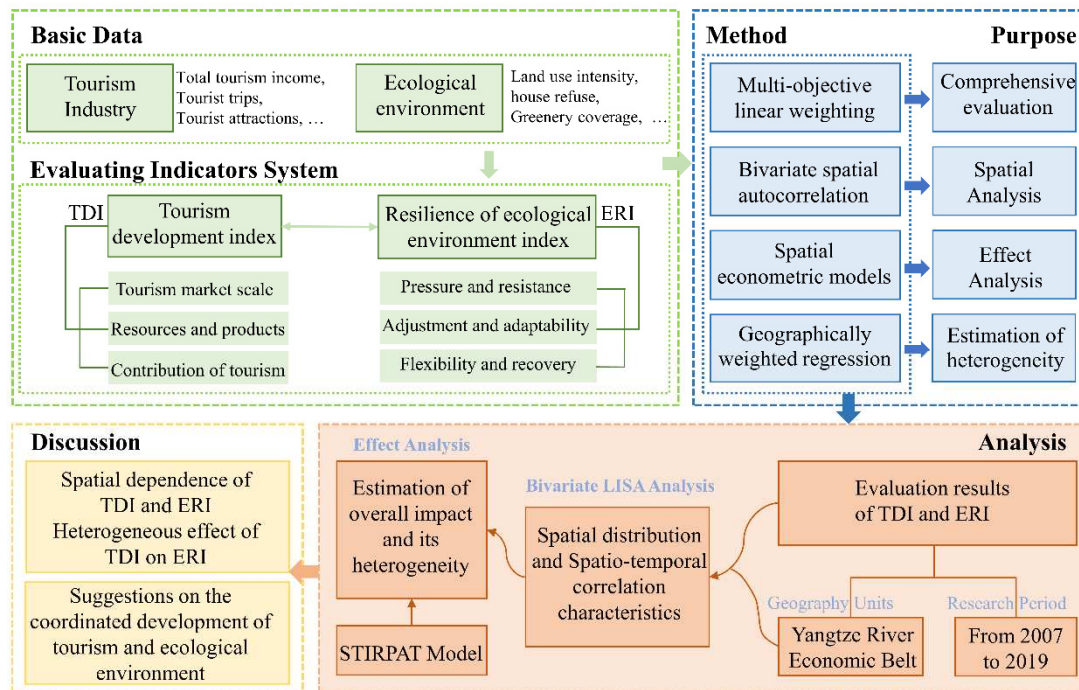 Basic Data
Tourism
Industry
Total tourism income,
Tourist trips,
Tourist attractions, …
Ecological
environment
Land use intensity,
house refuse,
Greenery coverage, …
Evaluating Indicators System
TDI
Tourism
development index
Resilience of ecological
environment index
ERI
Tourism market scale
Resources and products
Contribution of tourism
Pressure and resistance
Adjustment and adaptability
Flexibility and recovery
Method
Purpose
Multi-objective
linear weighting
Comprehensive
evaluation
Bivariate spatial
autocorrelation
Spatial
Analysis
Spatial
econometric models
Effect
Analysis
Geographically
weighted regression
Estimation of
heterogeneity
Discussion
Spatial dependence of
TDI and ERI
Heterogeneous effect of
TDI on ERI
Suggestions on the
coordinated development of
tourism and ecological
environment
Analysis
Effect Analysis
Estimation of
overall impact
and its
heterogeneity
STIRPAT Model
Bivariate LISA Analysis
Spatial distribution
and Spatio-temporal
correlation
characteristics
Evaluation results
of TDI and ERI
Geography Units
Yangtze River
Economic Belt
Research Period
From 2007
to 2019